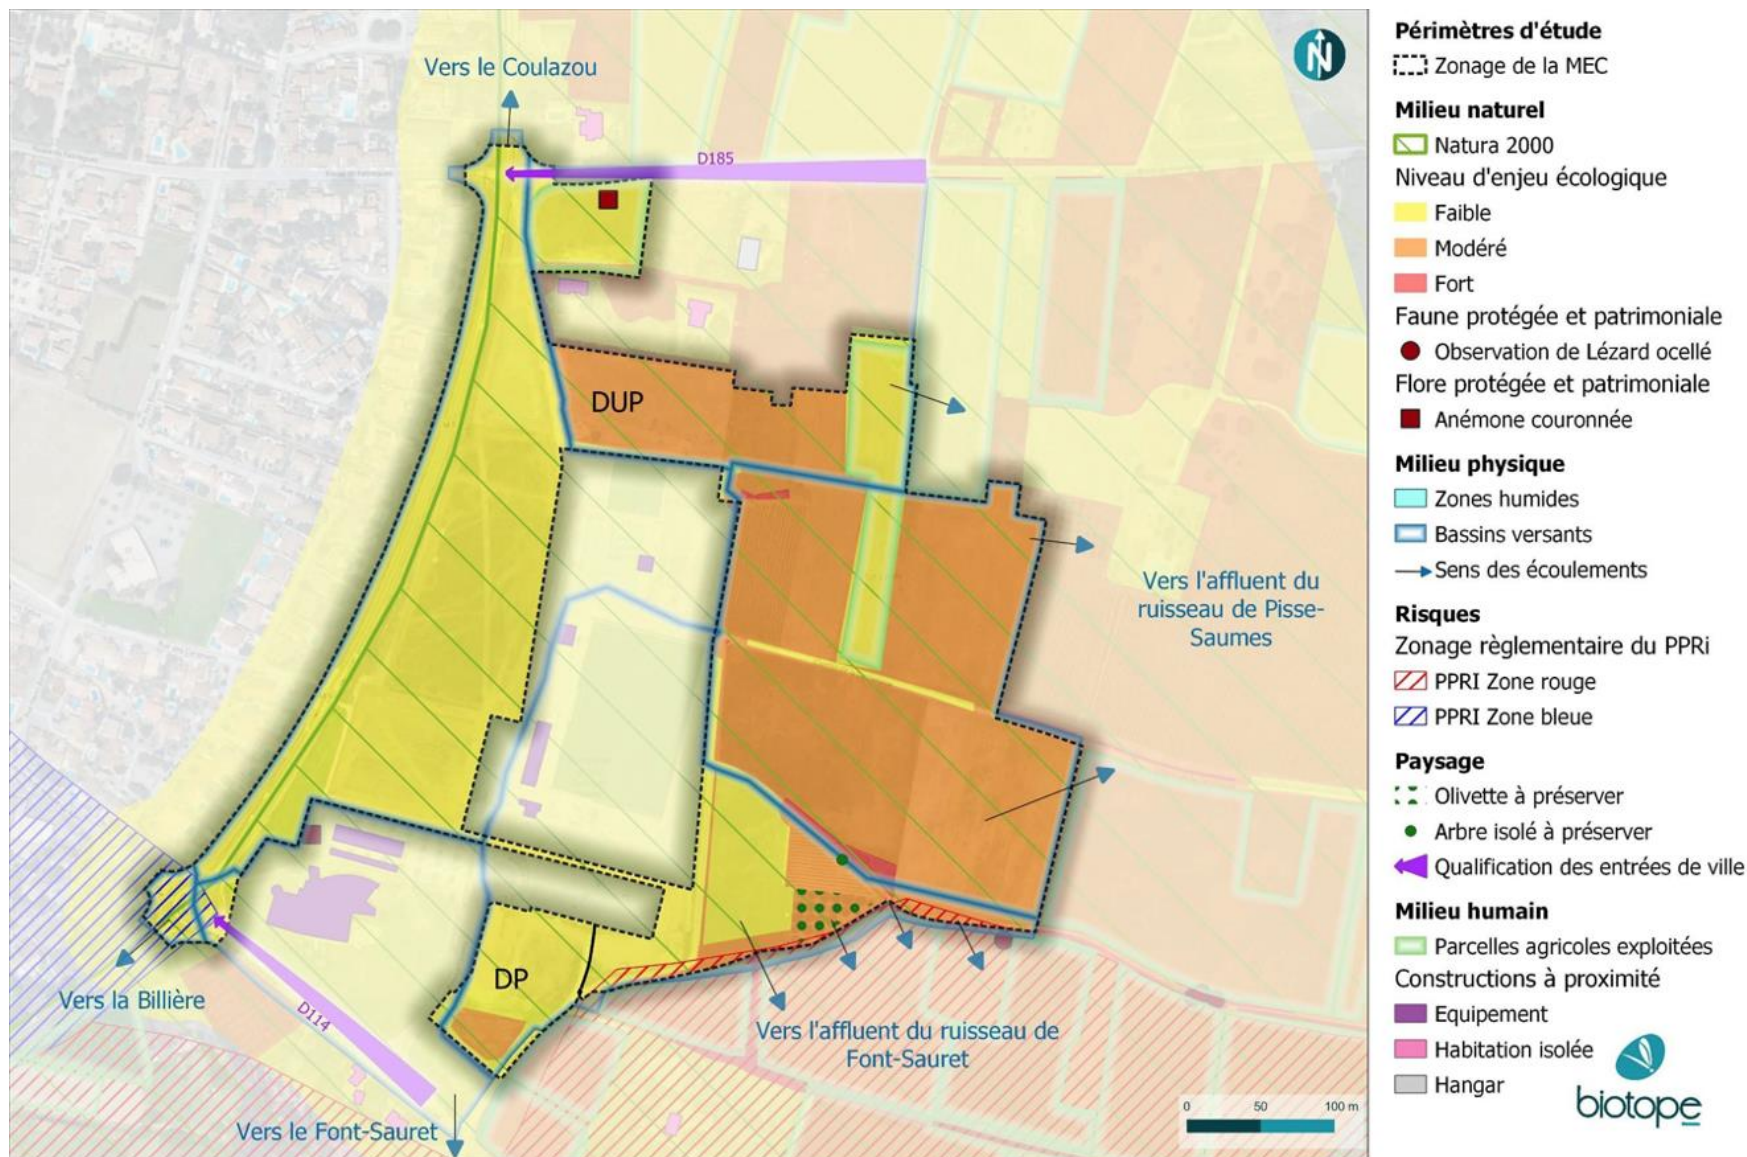 Vers le Coulazou
D185
DUP
Vers l'affluent du
ruisseau de Pisse-
Saumes
DP
Vers la Billière
D114
Vers l'affluent du ruisseau de
Font-Sauret
Vers le Font-Sauret
N
0 50 100 m
Périmètres d'étude
Zonage de la MEC
Milieu naturel
Natura 2000
Niveau d'enjeu écologique
Faible
Modéré
Fort
Faune protégée et patrimoniale
Observation de Lézard ocellé
Flore protégée et patrimoniale
Anémone couronnée
Milieu physique
Zones humides
Bassins versants
Sens des écoulements
Risques
Zonage règlementaire du PPRi
PPRI Zone rouge
PPRI Zone bleue
Paysage
Olivette à préserver
Arbre isolé à préserver
Qualification des entrées de ville
Milieu humain
Parcelles agricoles exploitées
Constructions à proximité
Equipement
Habitation isolée
Hangar
biotope